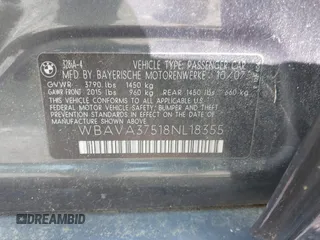 BMW
328iA-4 VEHICLE TYPE: PASSENGER CAR
MFD. BY BAYERISCHE MOTORENWERKE - 10/07
GVWR 3790 lbs 1450 kg
GAWR FRONT 2015 lbs 960 kg REAR 1450 lbs 660 kg
THIS VEHICLE CONFORMS TO ALL APPLICABLE
FEDERAL MOTOR VEHICLE SAFETY, BUMPER AND THEFT
PREVENTION STANDARDS IN EFFECT ON THE
DATE OF MANUFACTURE SHOWN ABOVE.
WBAVA37518NL18355
DREAMBID